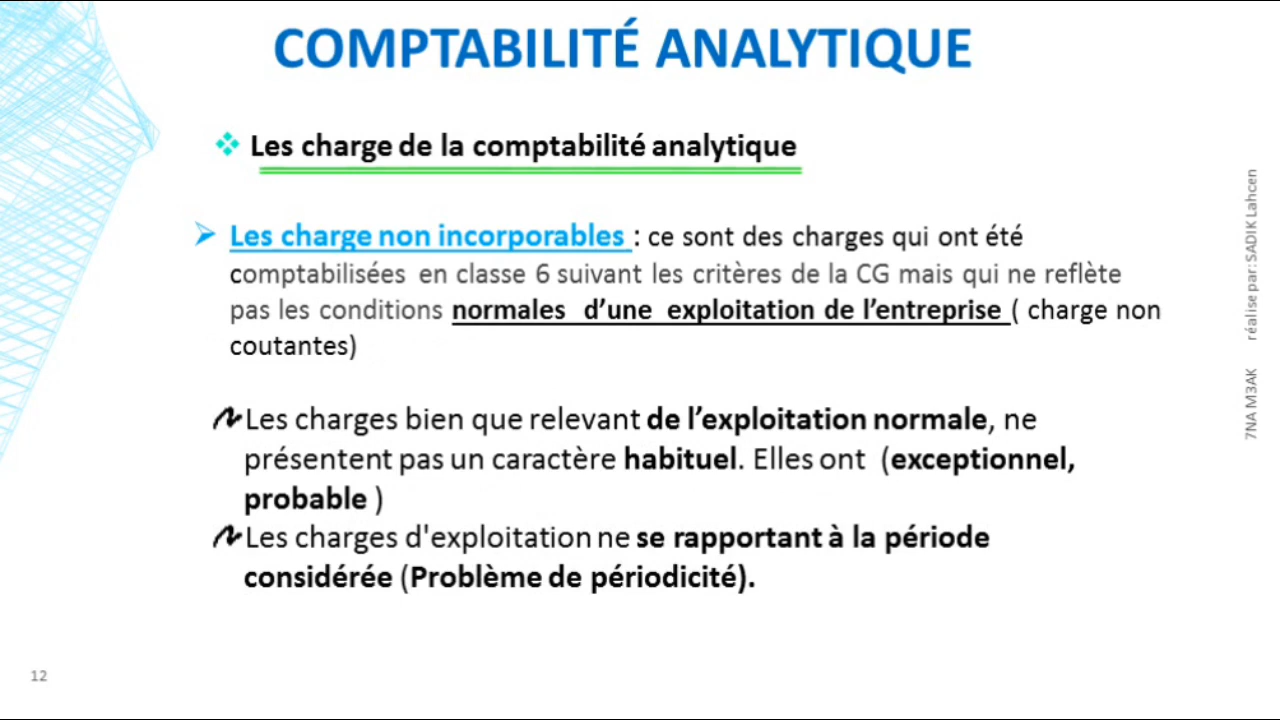 COMPTABILITÉ ANALYTIQUE
Les charge de la comptabilité analytique
Les charge non incorporables : ce sont des charges qui ont été
comptabilisées en classe 6 suivant les critères de la CG mais qui ne reflète
pas les conditions normales d’une exploitation de l’entreprise ( charge non
coutantes)
Les charges bien que relevant de l’exploitation normale, ne
présentent pas un caractère habituel. Elles ont (exceptionnel,
probable )
Les charges d'exploitation ne se rapportant à la période
considérée (Problème de périodicité).
7NA M3AK réalise par: SADIK Lahcen
12